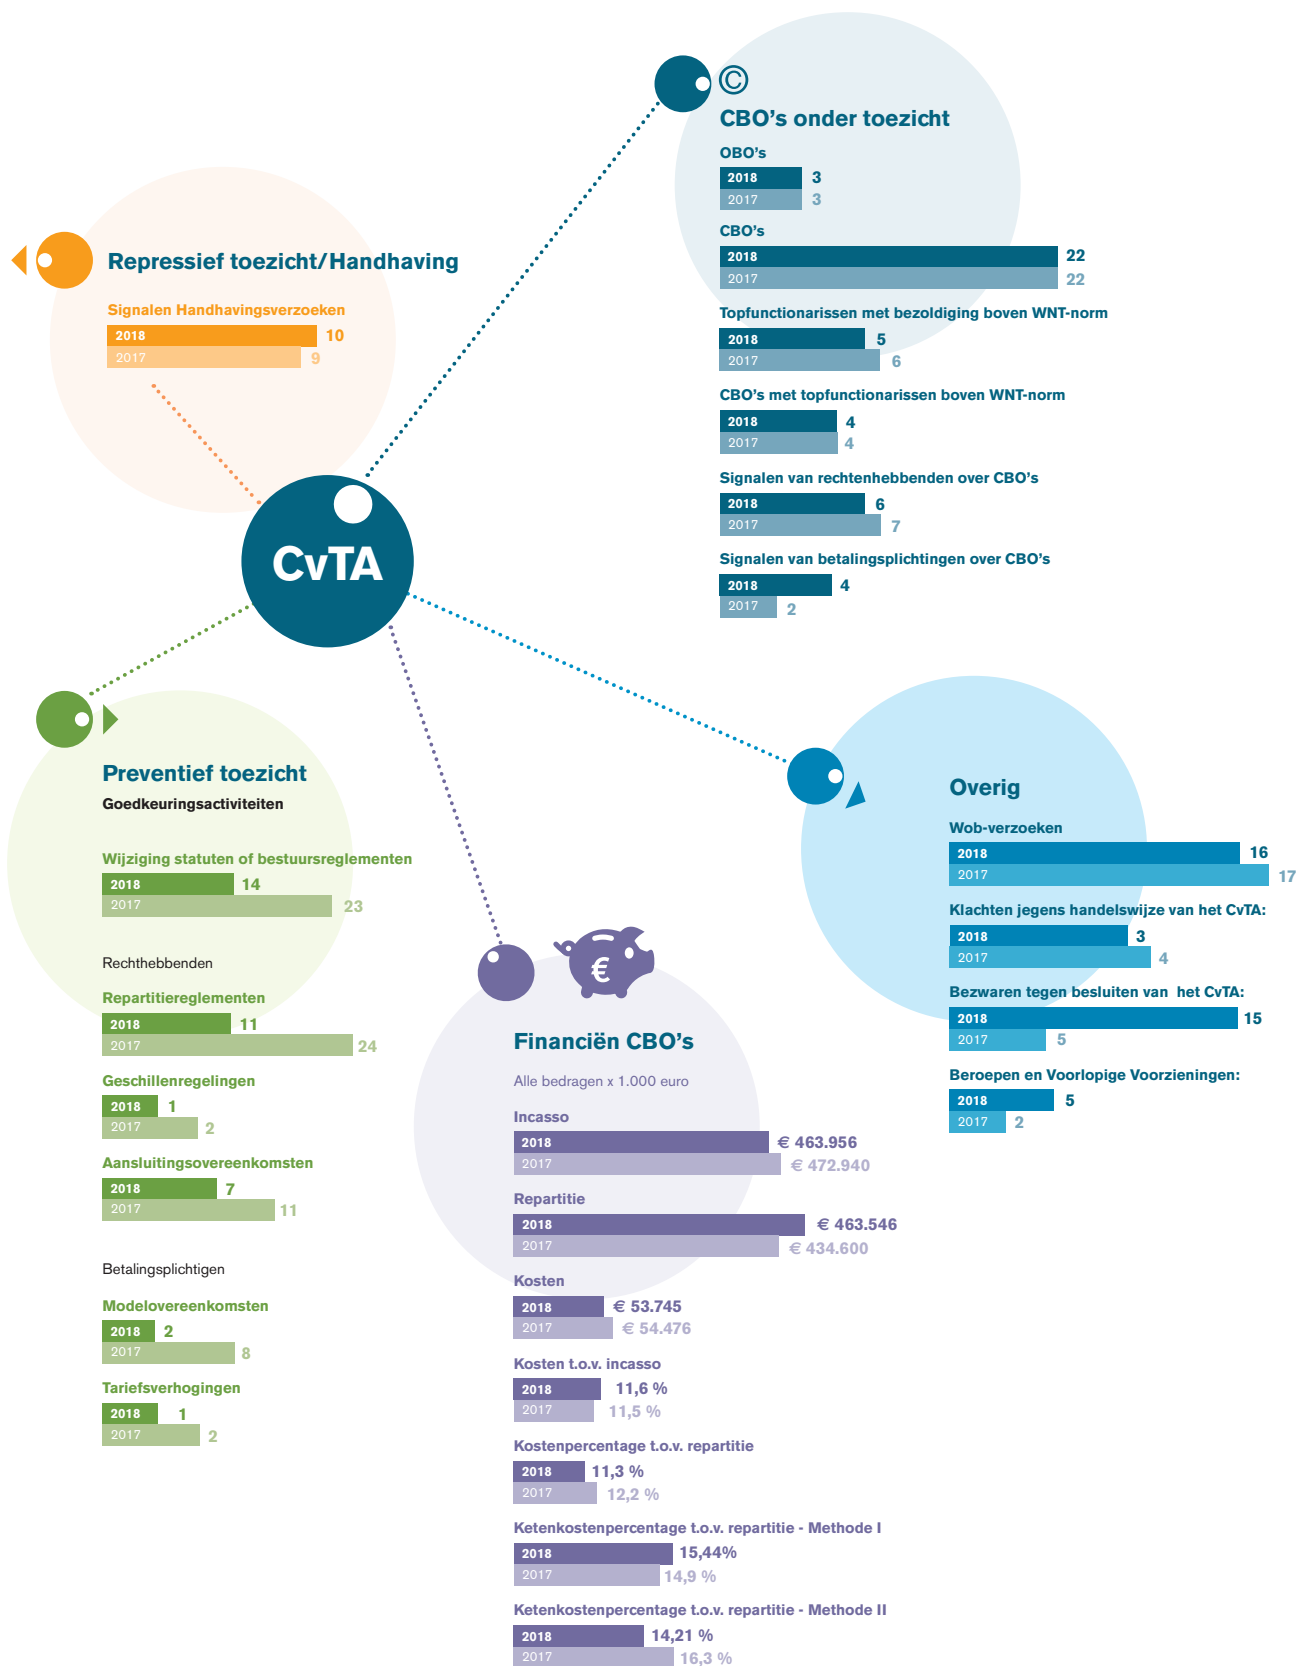 ©
CBO's onder toezicht
OBO's
2018 3
2017 3
CBO's
2018 22
2017 22
Topfunctionarissen met bezoldiging boven WNT-norm
2018 5
2017 6
CBO's met topfunctionarissen boven WNT-norm
2018 4
2017 4
Signalen van rechtenhebbenden over CBO's
2018 6
2017 7
Signalen van betalingsplichtingen over CBO's
2018 4
2017 2
Repressief toezicht/Handhaving
Signalen Handhavingsverzoeken
2018 10
2017 9
CvTA
Preventief toezicht
Goedkeuringsactiviteiten
Wijziging statuten of bestuursreglementen
2018 14
2017 23
Rechthebbenden
Repartitiereglementen
2018 11
2017 24
Geschillenregelingen
2018 1
2017 2
Aansluitingsovereenkomsten
2018 7
2017 11
Betalingsplichtigen
Modelovereenkomsten
2018 2
2017 8
Tariefsverhogingen
2018 1
2017 2
€
Financiën CBO's
Alle bedragen x 1.000 euro
Incasso
2018 € 463.956
2017 € 472.940
Repartitie
2018 € 463.546
2017 € 434.600
Kosten
2018 € 53.745
2017 € 54.476
Kosten t.o.v. incasso
2018 11,6 %
2017 11,5 %
Kostenpercentage t.o.v. repartitie
2018 11,3 %
2017 12,2 %
Ketenkostenpercentage t.o.v. repartitie - Methode I
2018 15,44%
2017 14,9 %
Ketenkostenpercentage t.o.v. repartitie - Methode II
2018 14,21 %
2017 16,3 %
Overig
Wob-verzoeken
2018 16
2017 17
Klachten jegens handelswijze van het CvTA:
2018 3
2017 4
Bezwaren tegen besluiten van het CvTA:
2018 15
2017 5
Beroepen en Voorlopige Voorzieningen:
2018 5
2017 2